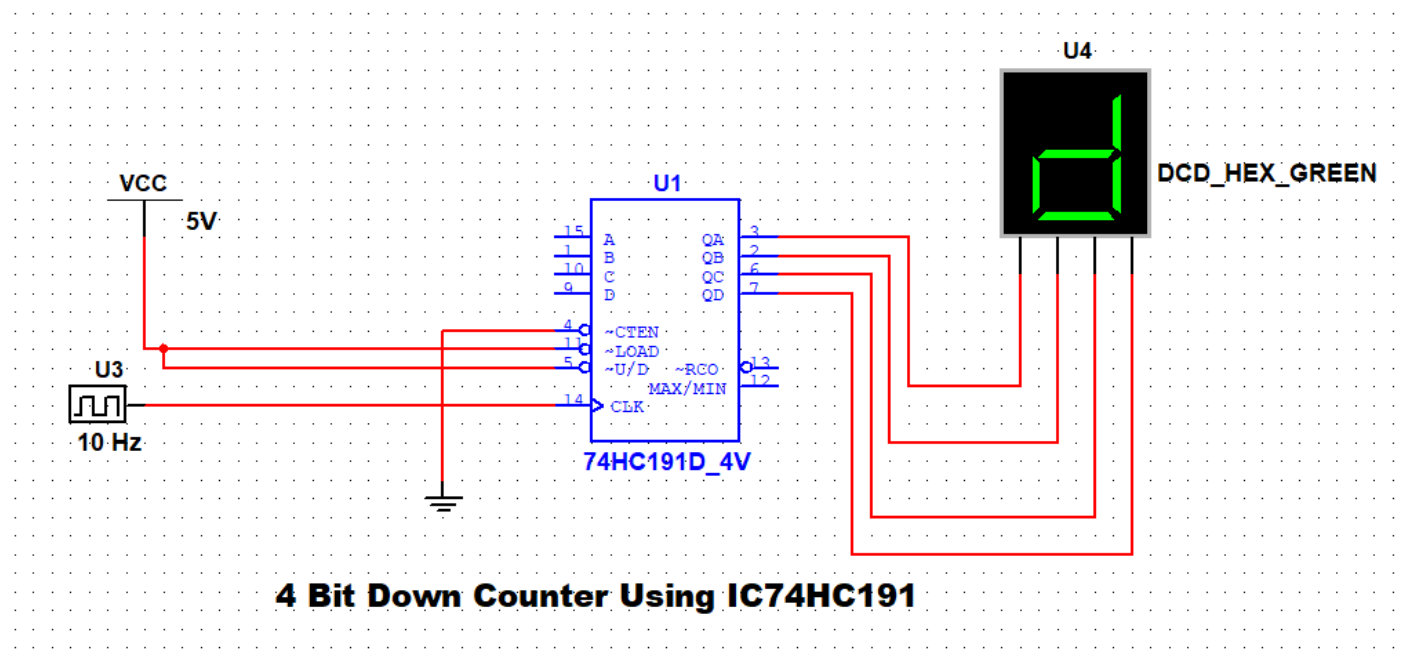 U4
DCD_HEX_GREEN
d
VCC
5V
U1
15 A QA 3
1 B QB 2
10 C QC 6
9 D QD 7
4 ~CTEN
11 ~LOAD
5 ~U/D ~RCO 13
MAX/MIN 12
14 CLK
74HC191D_4V
U3
10 Hz
4 Bit Down Counter Using IC74HC191